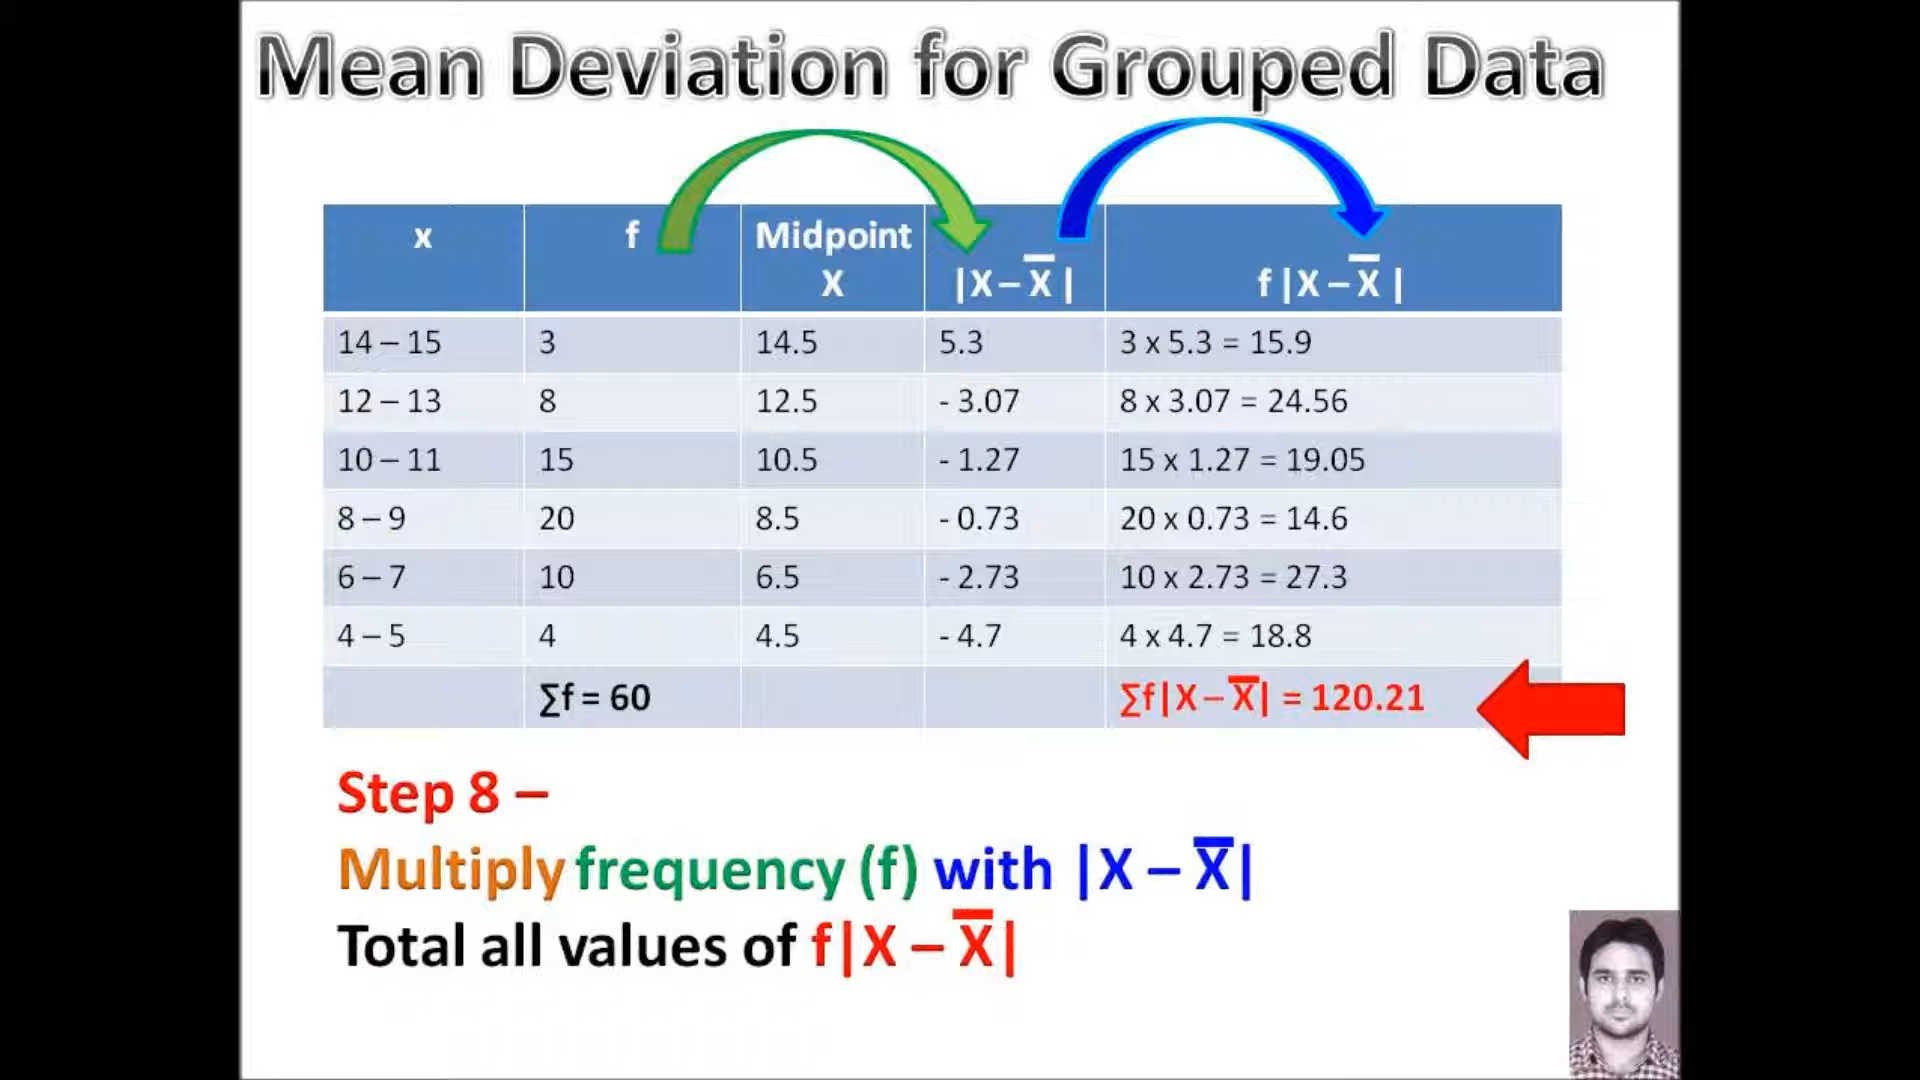 Mean Deviation for Grouped Data
x f Midpoint X |X – X̅ | f |X – X̅ |
14 – 15 3 14.5 5.3 3 x 5.3 = 15.9
12 – 13 8 12.5 - 3.07 8 x 3.07 = 24.56
10 – 11 15 10.5 - 1.27 15 x 1.27 = 19.05
8 – 9 20 8.5 - 0.73 20 x 0.73 = 14.6
6 – 7 10 6.5 - 2.73 10 x 2.73 = 27.3
4 – 5 4 4.5 - 4.7 4 x 4.7 = 18.8
∑f = 60 ∑f|X – X̅| = 120.21
Step 8 –
Multiply frequency (f) with |X – X̅|
Total all values of f|X – X̅|